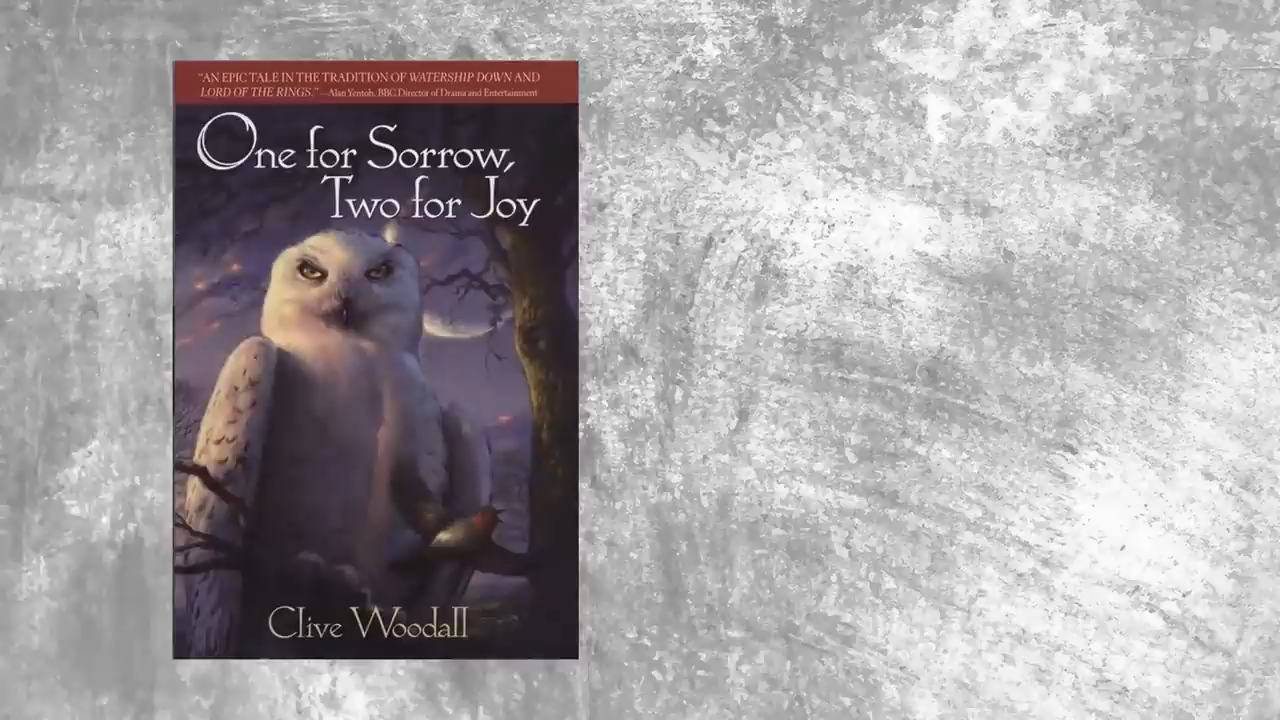 “AN EPIC TALE IN THE TRADITION OF WATERSHIP DOWN AND
LORD OF THE RINGS.” —Alan Yentob, BBC Director of Drama and Entertainment
One for Sorrow,
Two for Joy
Clive Woodall